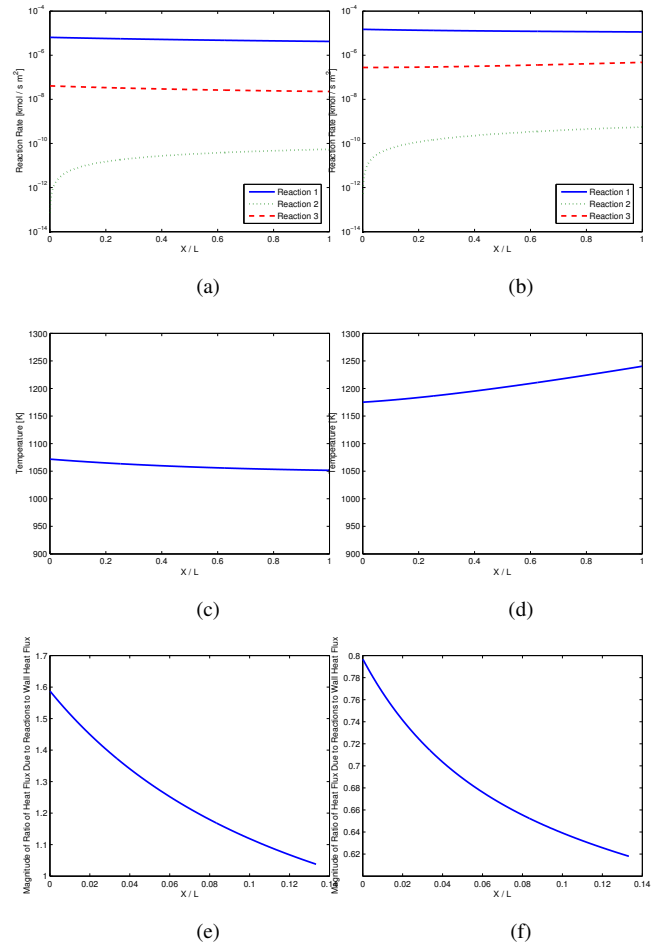 Reaction Rate [kmol / s m²]
10⁻⁴
10⁻⁶
10⁻⁸
10⁻¹⁰
10⁻¹²
10⁻¹⁴
0 0.2 0.4 0.6 0.8 1
X / L
Reaction 1
Reaction 2
Reaction 3
(a)
Reaction Rate [kmol / s m²]
10⁻⁴
10⁻⁶
10⁻⁸
10⁻¹⁰
10⁻¹²
10⁻¹⁴
0 0.2 0.4 0.6 0.8 1
X / L
Reaction 1
Reaction 2
Reaction 3
(b)
Temperature [K]
1300
1250
1200
1150
1100
1050
1000
950
900
0 0.2 0.4 0.6 0.8 1
X / L
(c)
Temperature [K]
1300
1250
1200
1150
1100
1050
1000
950
900
0 0.2 0.4 0.6 0.8 1
X / L
(d)
Magnitude of Ratio of Heat Flux Due to Reactions to Wall Heat Flux
1.7
1.6
1.5
1.4
1.3
1.2
1.1
1
0 0.02 0.04 0.06 0.08 0.1 0.12 0.14
X / L
(e)
Magnitude of Ratio of Heat Flux Due to Reactions to Wall Heat Flux
0.8
0.78
0.76
0.74
0.72
0.7
0.68
0.66
0.64
0.62
0 0.02 0.04 0.06 0.08 0.1 0.12 0.14
X / L
(f)